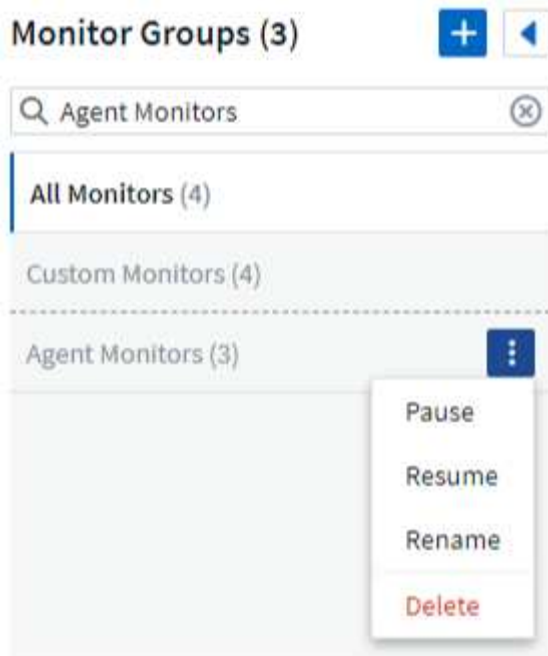 Monitor Groups (3)
Agent Monitors
All Monitors (4)
Custom Monitors (4)
Agent Monitors (3)
Pause
Resume
Rename
Delete